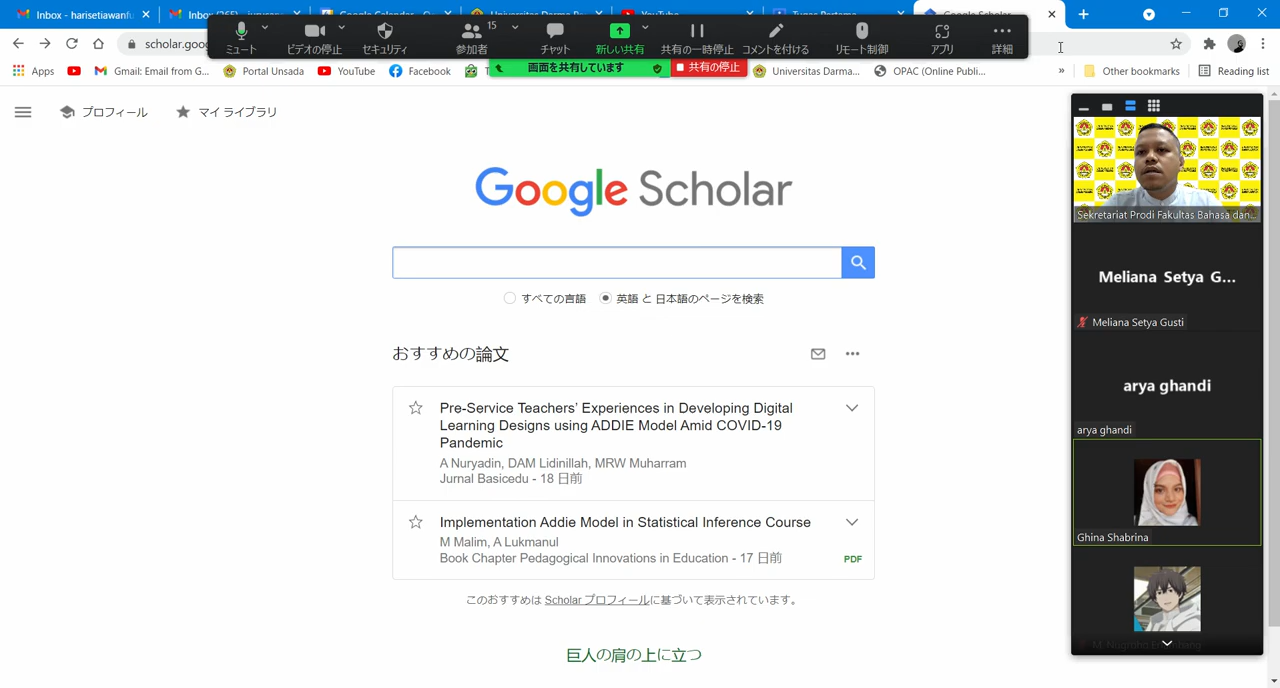 Inbox - harisetiawanfu
Google Calendar
YouTube
Tugas Pertama
Google Scholar
scholar.goog
ミュート
ビデオの停止
セキュリティ
参加者
15
チャット
新しい共有
共有の一時停止
コメントを付ける
リモート制御
アプリ
詳細
画面を共有しています
共有の停止
Apps
Gmail: Email from G...
Portal Unsada
YouTube
Facebook
Universitas Darma...
OPAC (Online Publi...
»
Other bookmarks
Reading list
プロフィール
マイ ライブラリ
Google Scholar
すべての言語
英語 と 日本語のページを検索
おすすめの論文
Pre-Service Teachers' Experiences in Developing Digital
Learning Designs using ADDIE Model Amid COVID-19
Pandemic
A Nuryadin, DAM Lidinillah, MRW Muharram
Jurnal Basicedu - 18 日前
Implementation Addie Model in Statistical Inference Course
M Malim, A Lukmanul
Book Chapter Pedagogical Innovations in Education - 17 日前
PDF
このおすすめは Scholar プロフィールに基づいて表示されています。
巨人の肩の上に立つ
Sekretariat Prodi Fakultas Bahasa dan...
Meliana Setya G...
Meliana Setya Gusti
arya ghandi
arya ghandi
Ghina Shabrina